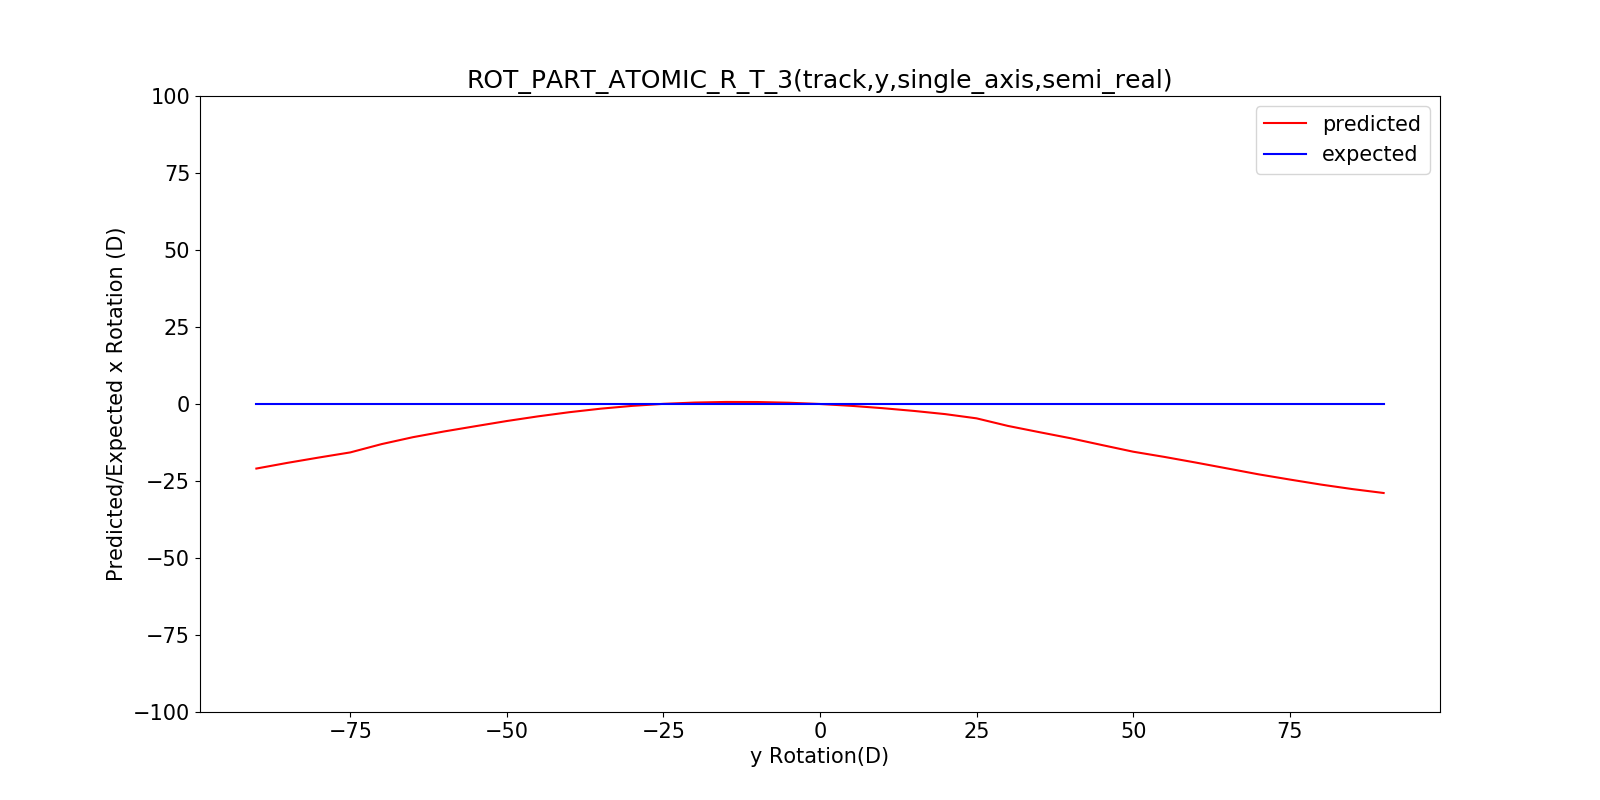 ROT_PART_ATOMIC_R_T_3(track,y,single_axis,semi_real)
100
75
50
25
0
−25
−50
−75
−100
Predicted/Expected x Rotation (D)
predicted
expected
−75 −50 −25 0 25 50 75
y Rotation(D)